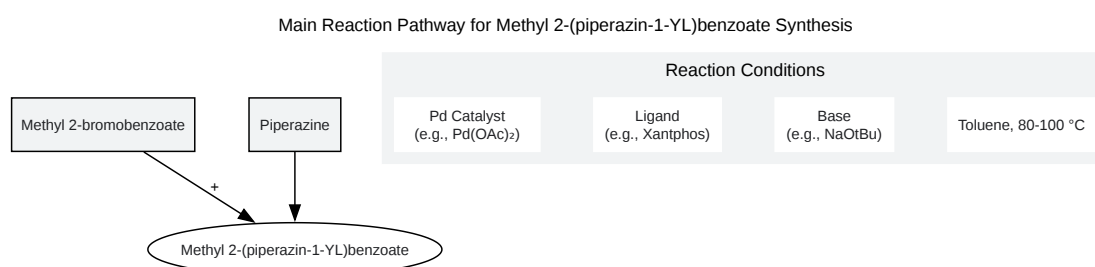 Main Reaction Pathway for Methyl 2-(piperazin-1-YL)benzoate Synthesis
Reaction Conditions
Methyl 2-bromobenzoate
Piperazine
Pd Catalyst
(e.g., Pd(OAc)₂)
Ligand
(e.g., Xantphos)
Base
(e.g., NaOtBu)
Toluene, 80-100 °C
+
Methyl 2-(piperazin-1-YL)benzoate